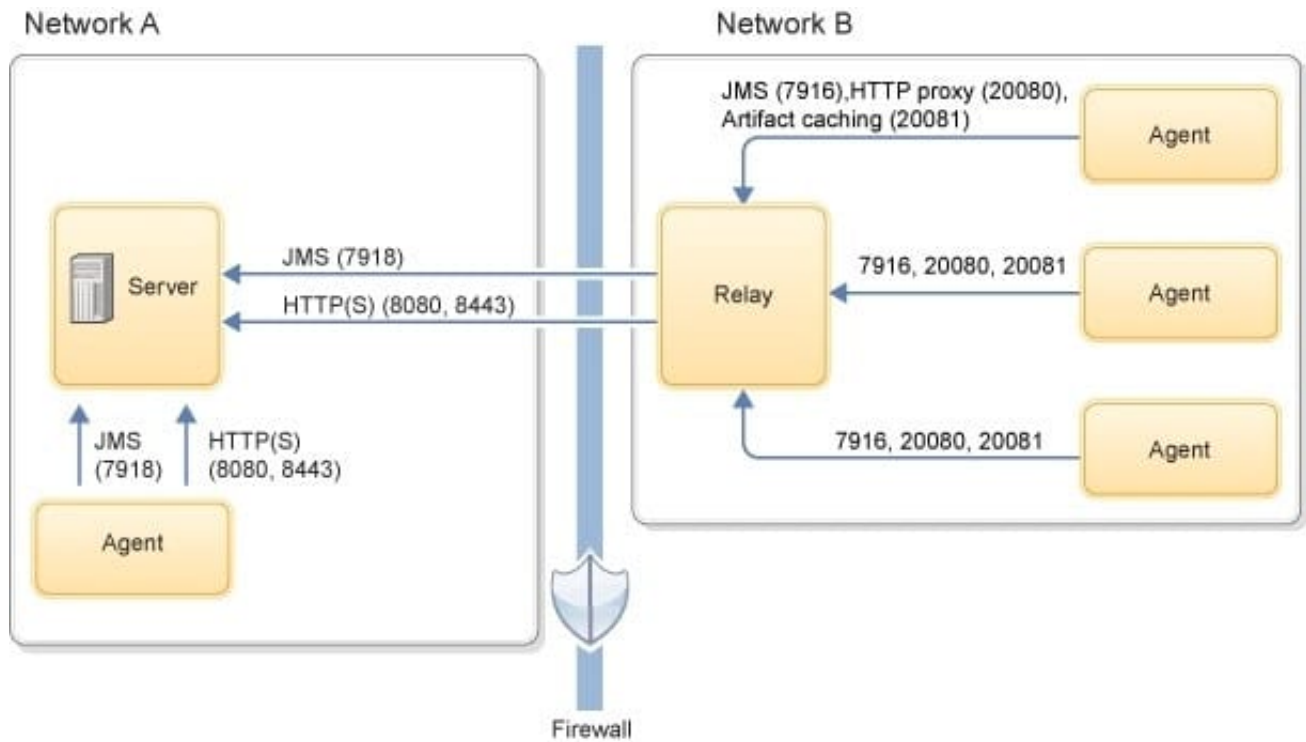 Network A
Network B
JMS (7916),HTTP proxy (20080),
Artifact caching (20081)
Agent
Server
JMS (7918)
HTTP(S) (8080, 8443)
Relay
7916, 20080, 20081
Agent
7916, 20080, 20081
Agent
JMS
(7918)
HTTP(S)
(8080, 8443)
Agent
Firewall